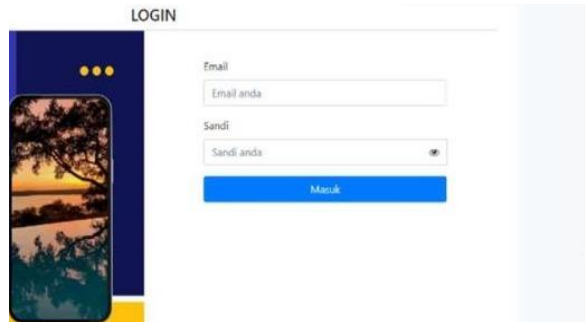 LOGIN
Email
Email anda
Sandi
Sandi anda
Masuk